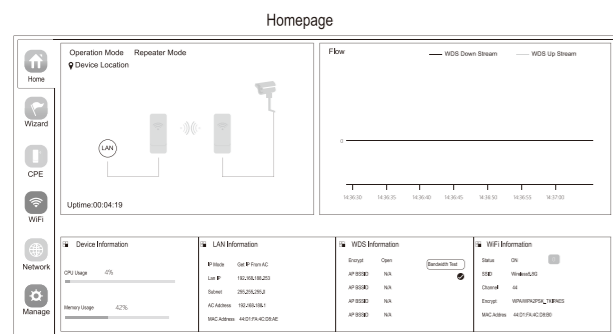 Homepage
Home
Wizard
CPE
WiFi
Network
Manage
Operation Mode Repeater Mode
Device Location
LAN
Uptime:00:04:19
Flow
WDS Down Stream
WDS Up Stream
0
14:36:30 14:36:35 14:36:40 14:36:45 14:36:50 14:36:55 14:37:00
Device Information
CPU Usage 4%
Memory Usage 42%
LAN Information
IP Mode Get IP From AC
Lan IP 192.168.188.253
Subnet 255.255.255.0
AC Address 192.168.188.1
MAC Address 44:D1:FA:4C:D8:AE
WDS Information
Encrypt Open Bandwidth Test
AP BSSID N/A
AP BSSID N/A
AP BSSID N/A
AP BSSID N/A
WiFi Information
Status ON
SSID Wireless5.8G
Channel 44
Encrypt
MAC Address 44:D1:FA:4C:D8:B0